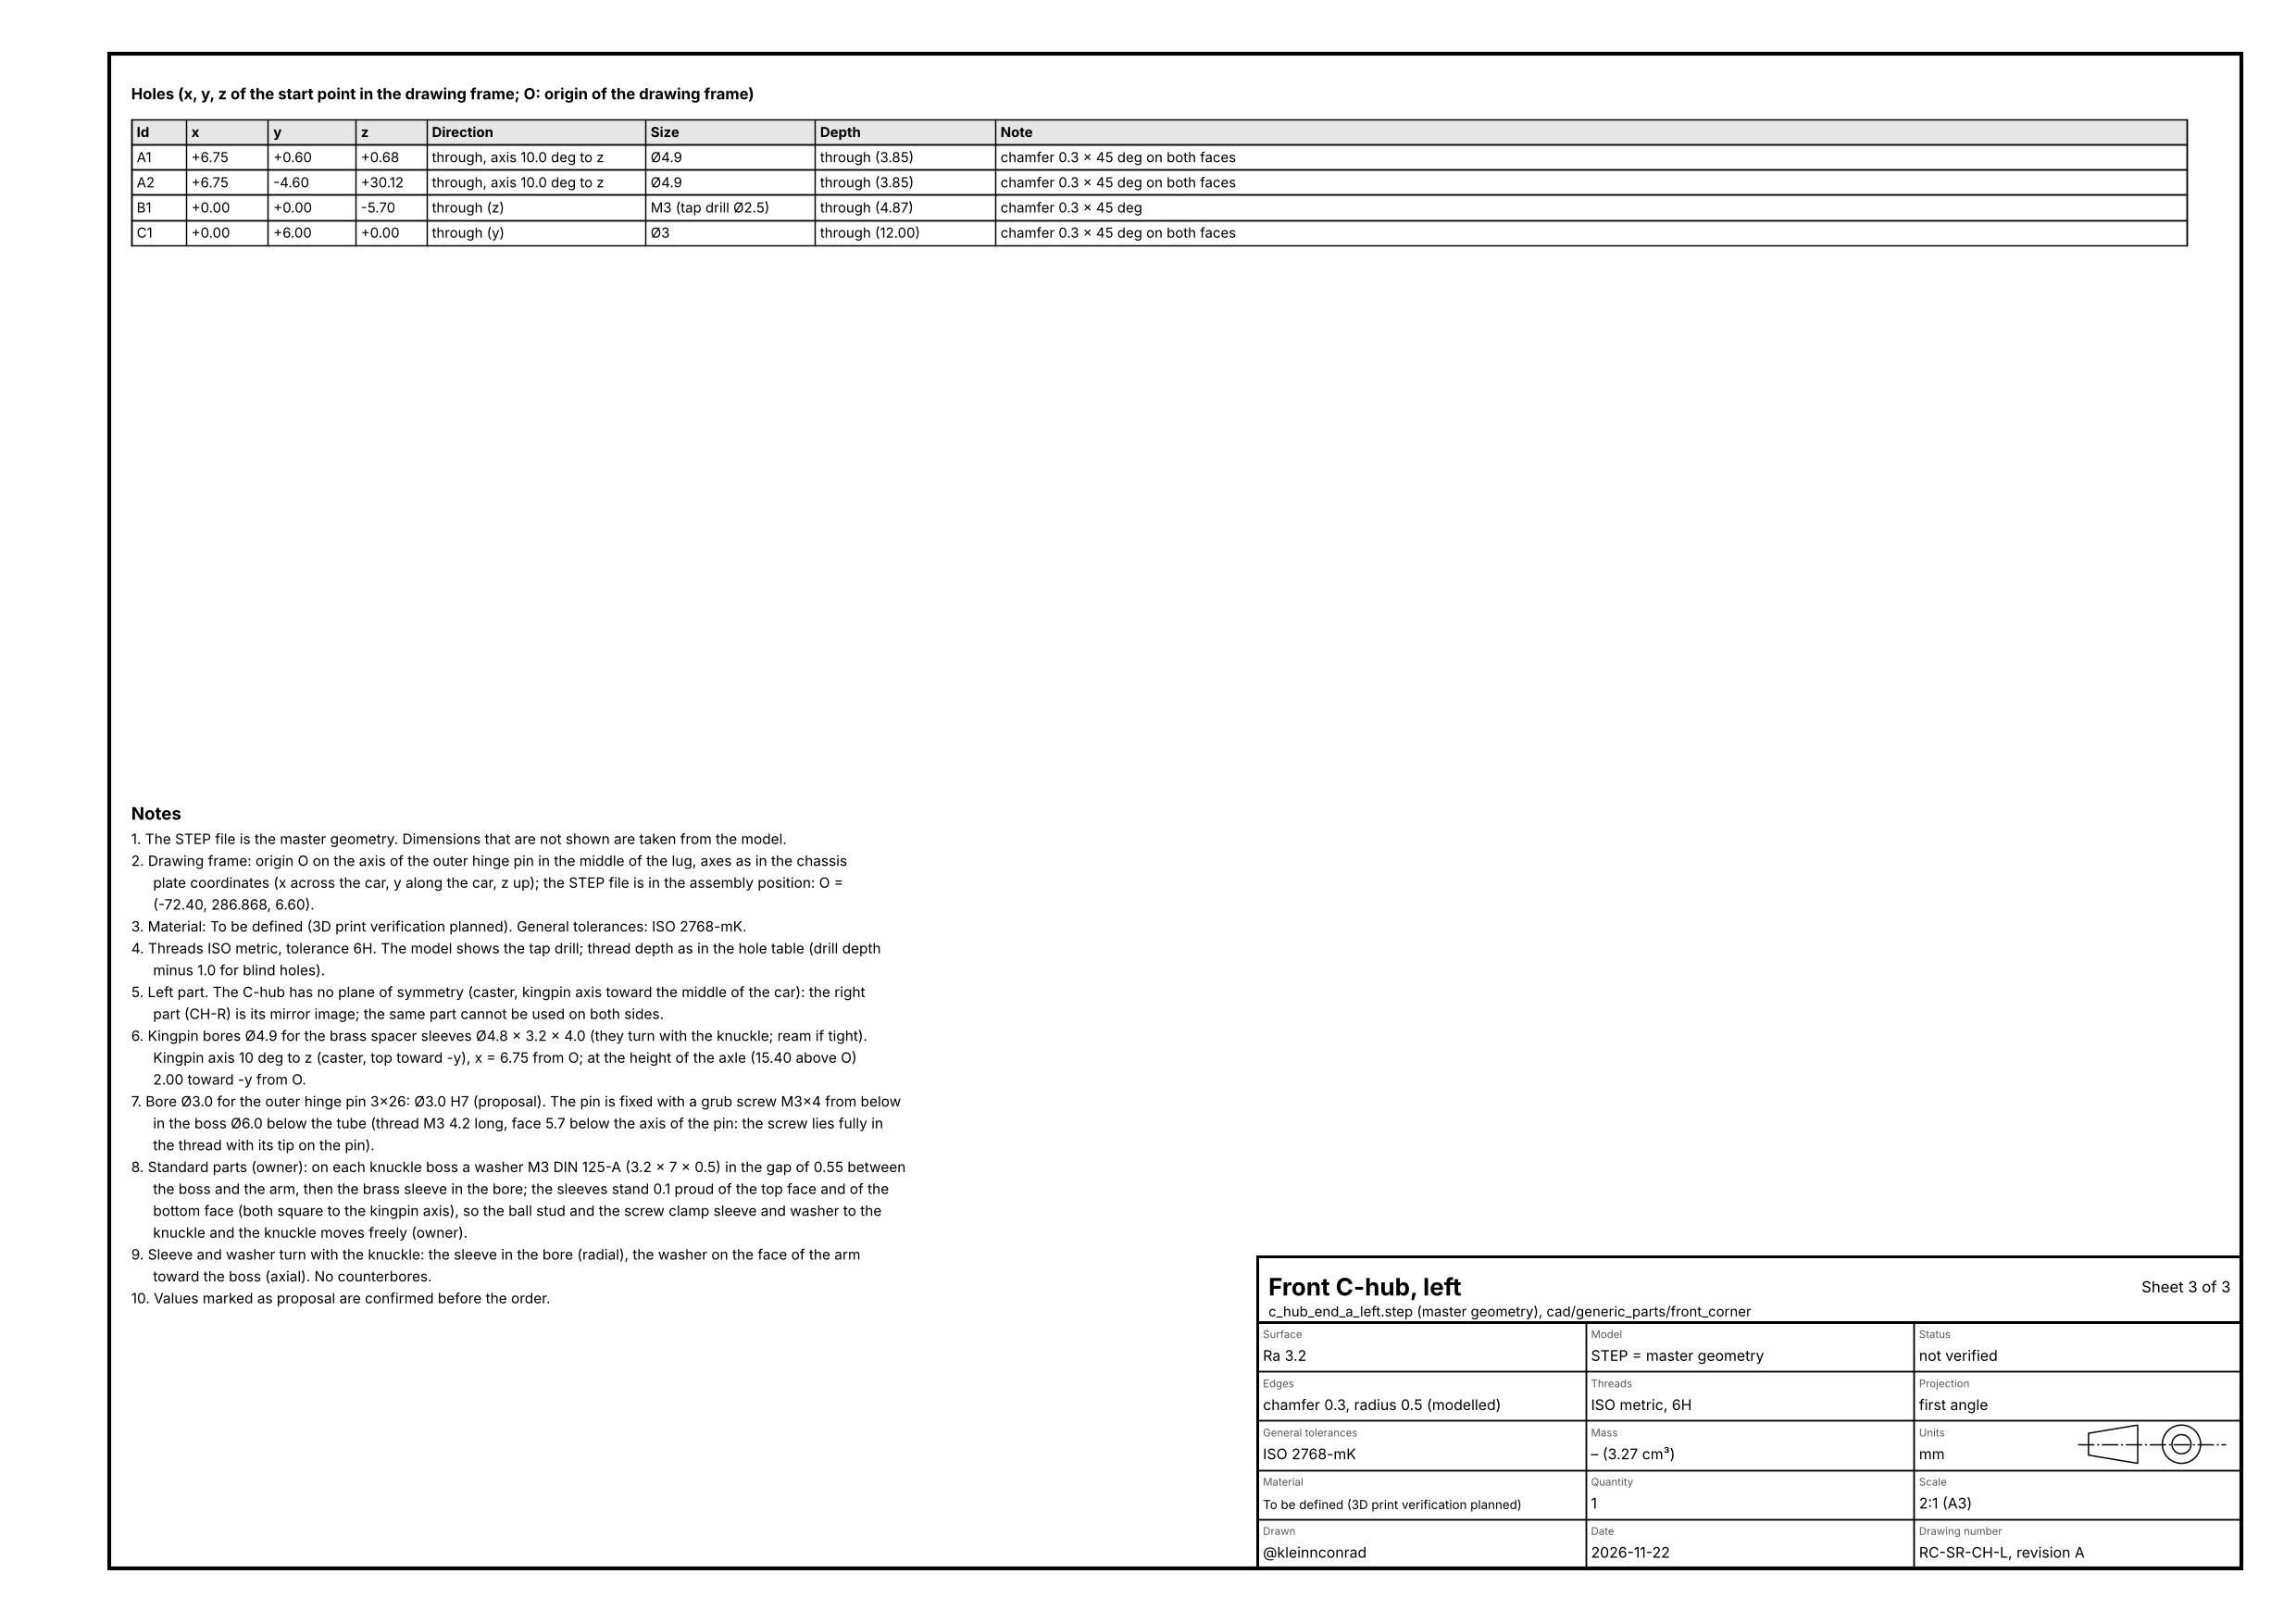 Holes (x, y, z of the start point in the drawing frame; O: origin of the drawing frame)
Id x y z Direction Size Depth Note
A1 +6.75 +0.60 +0.68 through, axis 10.0 deg to z Ø4.9 through (3.85) chamfer 0.3 × 45 deg on both faces
A2 +6.75 -4.60 +30.12 through, axis 10.0 deg to z Ø4.9 through (3.85) chamfer 0.3 × 45 deg on both faces
B1 +0.00 +0.00 -5.70 through (z) M3 (tap drill Ø2.5) through (4.87) chamfer 0.3 × 45 deg
C1 +0.00 +6.00 +0.00 through (y) Ø3 through (12.00) chamfer 0.3 × 45 deg on both faces
Notes
1. The STEP file is the master geometry. Dimensions that are not shown are taken from the model.
2. Drawing frame: origin O on the axis of the outer hinge pin in the middle of the lug, axes as in the chassis
plate coordinates (x across the car, y along the car, z up); the STEP file is in the assembly position: O =
(-72.40, 286.868, 6.60).
3. Material: To be defined (3D print verification planned). General tolerances: ISO 2768-mK.
4. Threads ISO metric, tolerance 6H. The model shows the tap drill; thread depth as in the hole table (drill depth
minus 1.0 for blind holes).
5. Left part. The C-hub has no plane of symmetry (caster, kingpin axis toward the middle of the car): the right
part (CH-R) is its mirror image; the same part cannot be used on both sides.
6. Kingpin bores Ø4.9 for the brass spacer sleeves Ø4.8 × 3.2 × 4.0 (they turn with the knuckle; ream if tight).
Kingpin axis 10 deg to z (caster, top toward -y), x = 6.75 from O; at the height of the axle (15.40 above O)
2.00 toward -y from O.
7. Bore Ø3.0 for the outer hinge pin 3×26: Ø3.0 H7 (proposal). The pin is fixed with a grub screw M3×4 from below
in the boss Ø6.0 below the tube (thread M3 4.2 long, face 5.7 below the axis of the pin: the screw lies fully in
the thread with its tip on the pin).
8. Standard parts (owner): on each knuckle boss a washer M3 DIN 125-A (3.2 × 7 × 0.5) in the gap of 0.55 between
the boss and the arm, then the brass sleeve in the bore; the sleeves stand 0.1 proud of the top face and of the
bottom face (both square to the kingpin axis), so the ball stud and the screw clamp sleeve and washer to the
knuckle and the knuckle moves freely (owner).
9. Sleeve and washer turn with the knuckle: the sleeve in the bore (radial), the washer on the face of the arm
toward the boss (axial). No counterbores.
10. Values marked as proposal are confirmed before the order.
Front C-hub, left
Sheet 3 of 3
c_hub_end_a_left.step (master geometry), cad/generic_parts/front_corner
Surface Model Status
Ra 3.2 STEP = master geometry not verified
Edges Threads Projection
chamfer 0.3, radius 0.5 (modelled) ISO metric, 6H first angle
General tolerances Mass Units
ISO 2768-mK – (3.27 cm³) mm
Material Quantity Scale
To be defined (3D print verification planned) 1 2:1 (A3)
Drawn Date Drawing number
@kleinnconrad 2026-11-22 RC-SR-CH-L, revision A